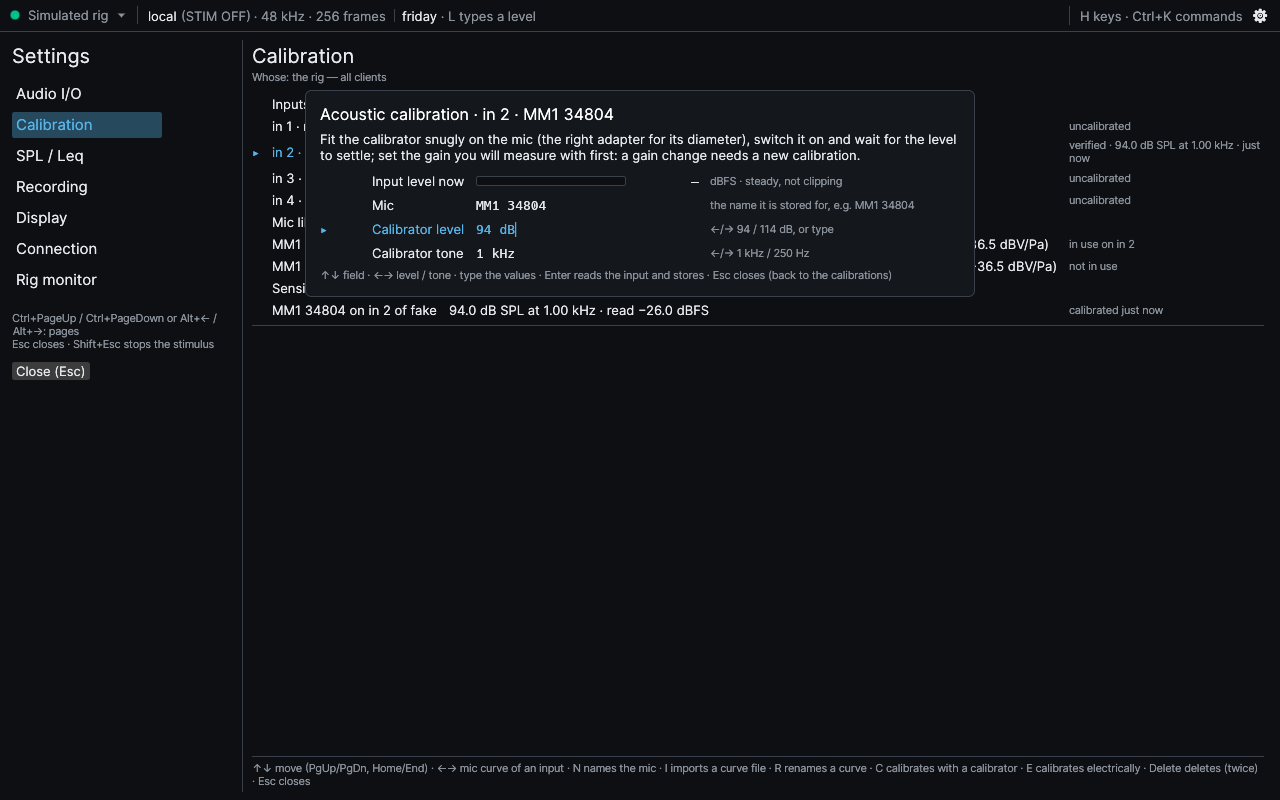 Simulated rig local (STIM OFF) · 48 kHz · 256 frames friday · L types a level H keys · Ctrl+K commands
Settings
Audio I/O
Calibration
SPL / Leq
Recording
Display
Connection
Rig monitor
Ctrl+PageUp / Ctrl+PageDown or Alt+← /
Alt+→: pages
Esc closes · Shift+Esc stops the stimulus
Close (Esc)
Calibration
Whose: the rig — all clients
Inputs
in 1 · uncalibrated
▸ in 2 · verified · 94.0 dB SPL at 1.00 kHz · just
now
in 3 · uncalibrated
in 4 · uncalibrated
Mic
MM1 36.5 dBV/Pa) in use on in 2
MM1 36.5 dBV/Pa) not in use
MM1 34804 on in 2 of fake 94.0 dB SPL at 1.00 kHz · read −26.0 dBFS calibrated just now
Acoustic calibration · in 2 · MM1 34804
Fit the calibrator snugly on the mic (the right adapter for its diameter), switch it on and wait for the level
to settle; set the gain you will measure with first: a gain change needs a new calibration.
Input level now — dBFS · steady, not clipping
Mic MM1 34804 the name it is stored for, e.g. MM1 34804
▸ Calibrator level 94 dB ←/→ 94 / 114 dB, or type
Calibrator tone 1 kHz ←/→ 1 kHz / 250 Hz
↑↓ field · ←→ level / tone · type the values · Enter reads the input and stores · Esc closes (back to the calibrations)
↑↓ move (PgUp/PgDn, Home/End) · ←→ mic curve of an input · N names the mic · I imports a curve file · R renames a curve · C calibrates with a calibrator · E calibrates electrically · Delete deletes (twice)
· Esc closes